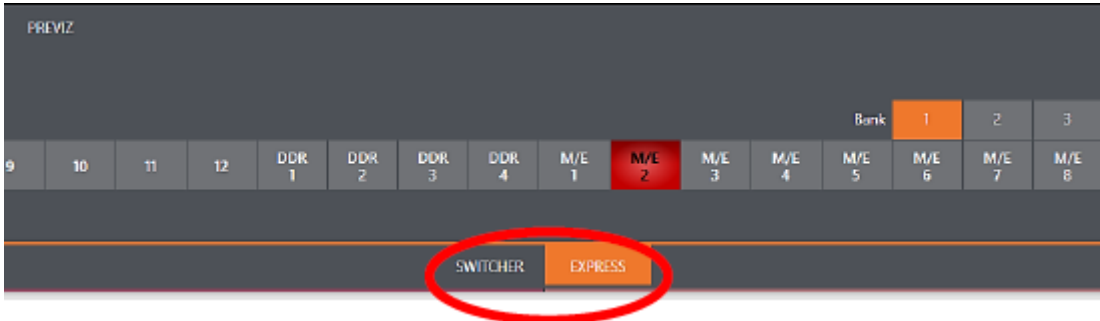 PREVIZ
Bank 1 2 3
9 10 11 12 DDR 1 DDR 2 DDR 3 DDR 4 M/E 1 M/E 2 M/E 3 M/E 4 M/E 5 M/E 6 M/E 7 M/E 8
SWITCHER EXPRESS